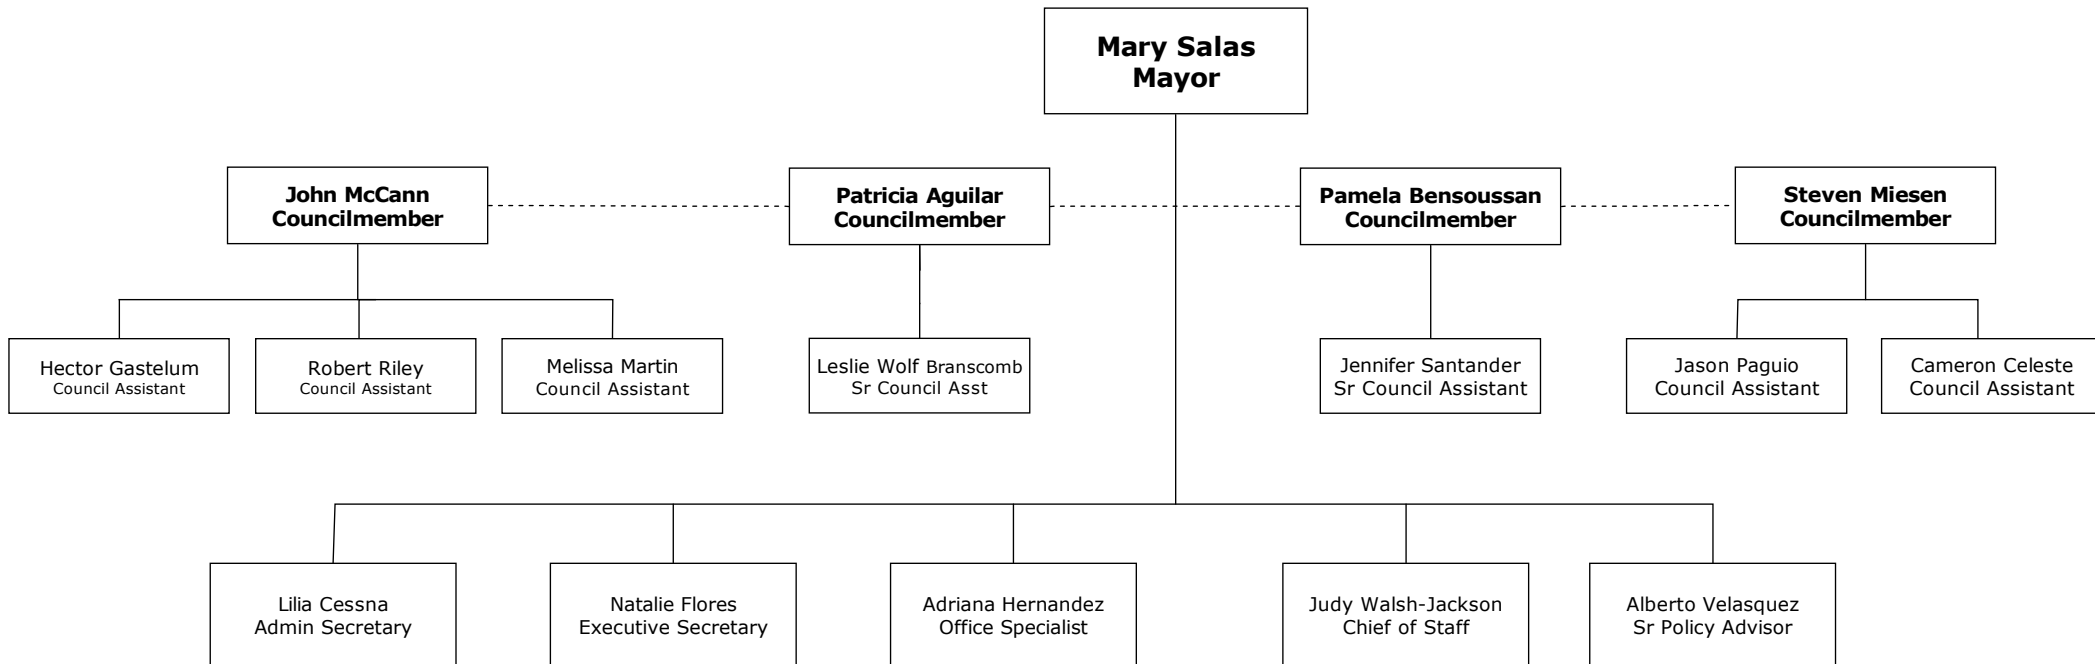 Mary Salas
Mayor
John McCann
Councilmember
Patricia Aguilar
Councilmember
Pamela Bensoussan
Councilmember
Steven Miesen
Councilmember
Hector Gastelum
Council Assistant
Robert Riley
Council Assistant
Melissa Martin
Council Assistant
Leslie Wolf Branscomb
Sr Council Asst
Jennifer Santander
Sr Council Assistant
Jason Paguio
Council Assistant
Cameron Celeste
Council Assistant
Lilia Cessna
Admin Secretary
Natalie Flores
Executive Secretary
Adriana Hernandez
Office Specialist
Judy Walsh-Jackson
Chief of Staff
Alberto Velasquez
Sr Policy Advisor